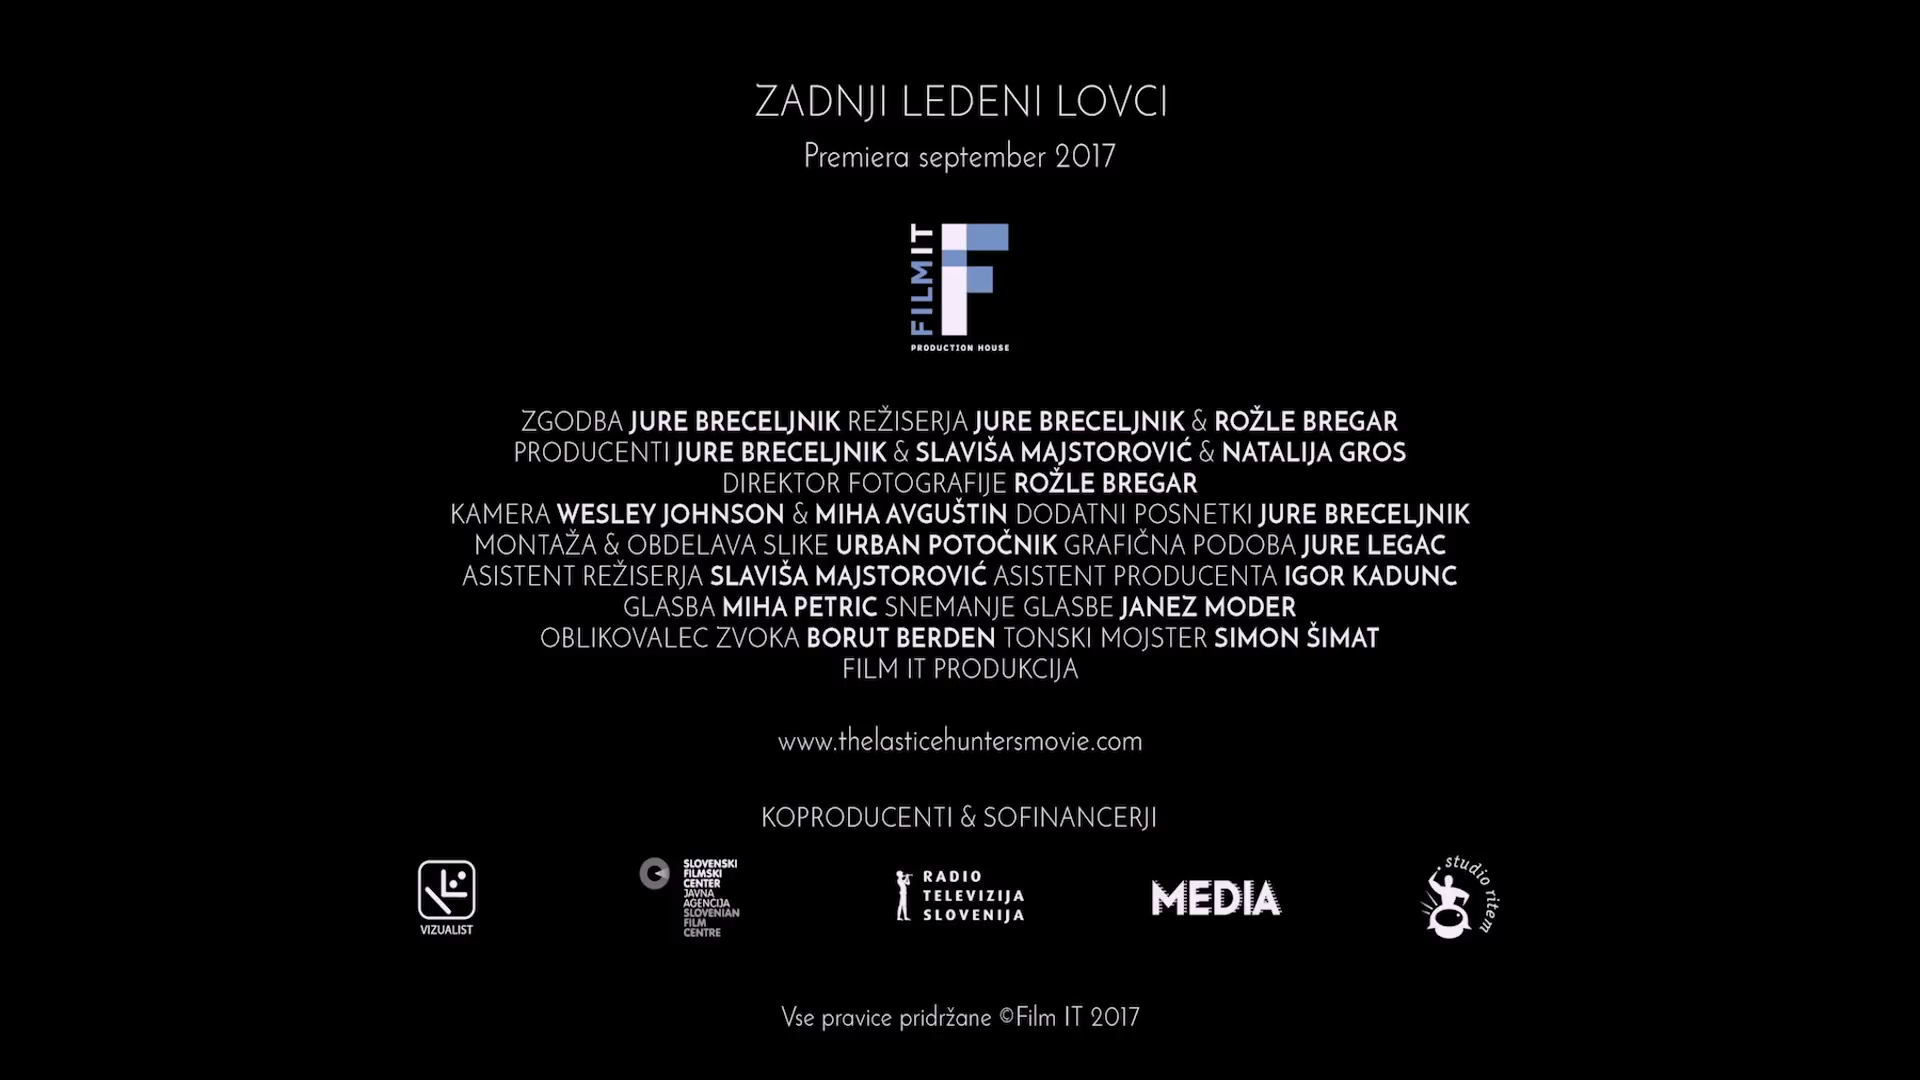 ZADNJI LEDENI LOVCI
Premiera september 2017
FILM IT
PRODUCTION HOUSE
ZGODBA JURE BRECELJNIK REŽISERJA JURE BRECELJNIK & ROŽLE BREGAR
PRODUCENTI JURE BRECELJNIK & SLAVIŠA MAJSTOROVIĆ & NATALIJA GROS
DIREKTOR FOTOGRAFIJE ROŽLE BREGAR
KAMERA WESLEY JOHNSON & MIHA AVGUŠTIN DODATNI POSNETKI JURE BRECELJNIK
MONTAŽA & OBDELAVA SLIKE URBAN POTOČNIK GRAFIČNA PODOBA JURE LEGAC
ASISTENT REŽISERJA SLAVIŠA MAJSTOROVIĆ ASISTENT PRODUCENTA IGOR KADUNC
GLASBA MIHA PETRIC SNEMANJE GLASBE JANEZ MODER
OBLIKOVALEC ZVOKA BORUT BERDEN TONSKI MOJSTER SIMON ŠIMAT
FILM IT PRODUKCIJA
www.thelasticehuntersmovie.com
KOPRODUCENTI & SOFINANCERJI
VIZUALIST
SLOVENSKI
FILMSKI
CENTER
JAVNA
AGENCIJA
SLOVENIAN
FILM
CENTRE
RADIO
TELEVIZIJA
SLOVENIJA
MEDIA
studio ritem
Vse pravice pridržane ©Film IT 2017